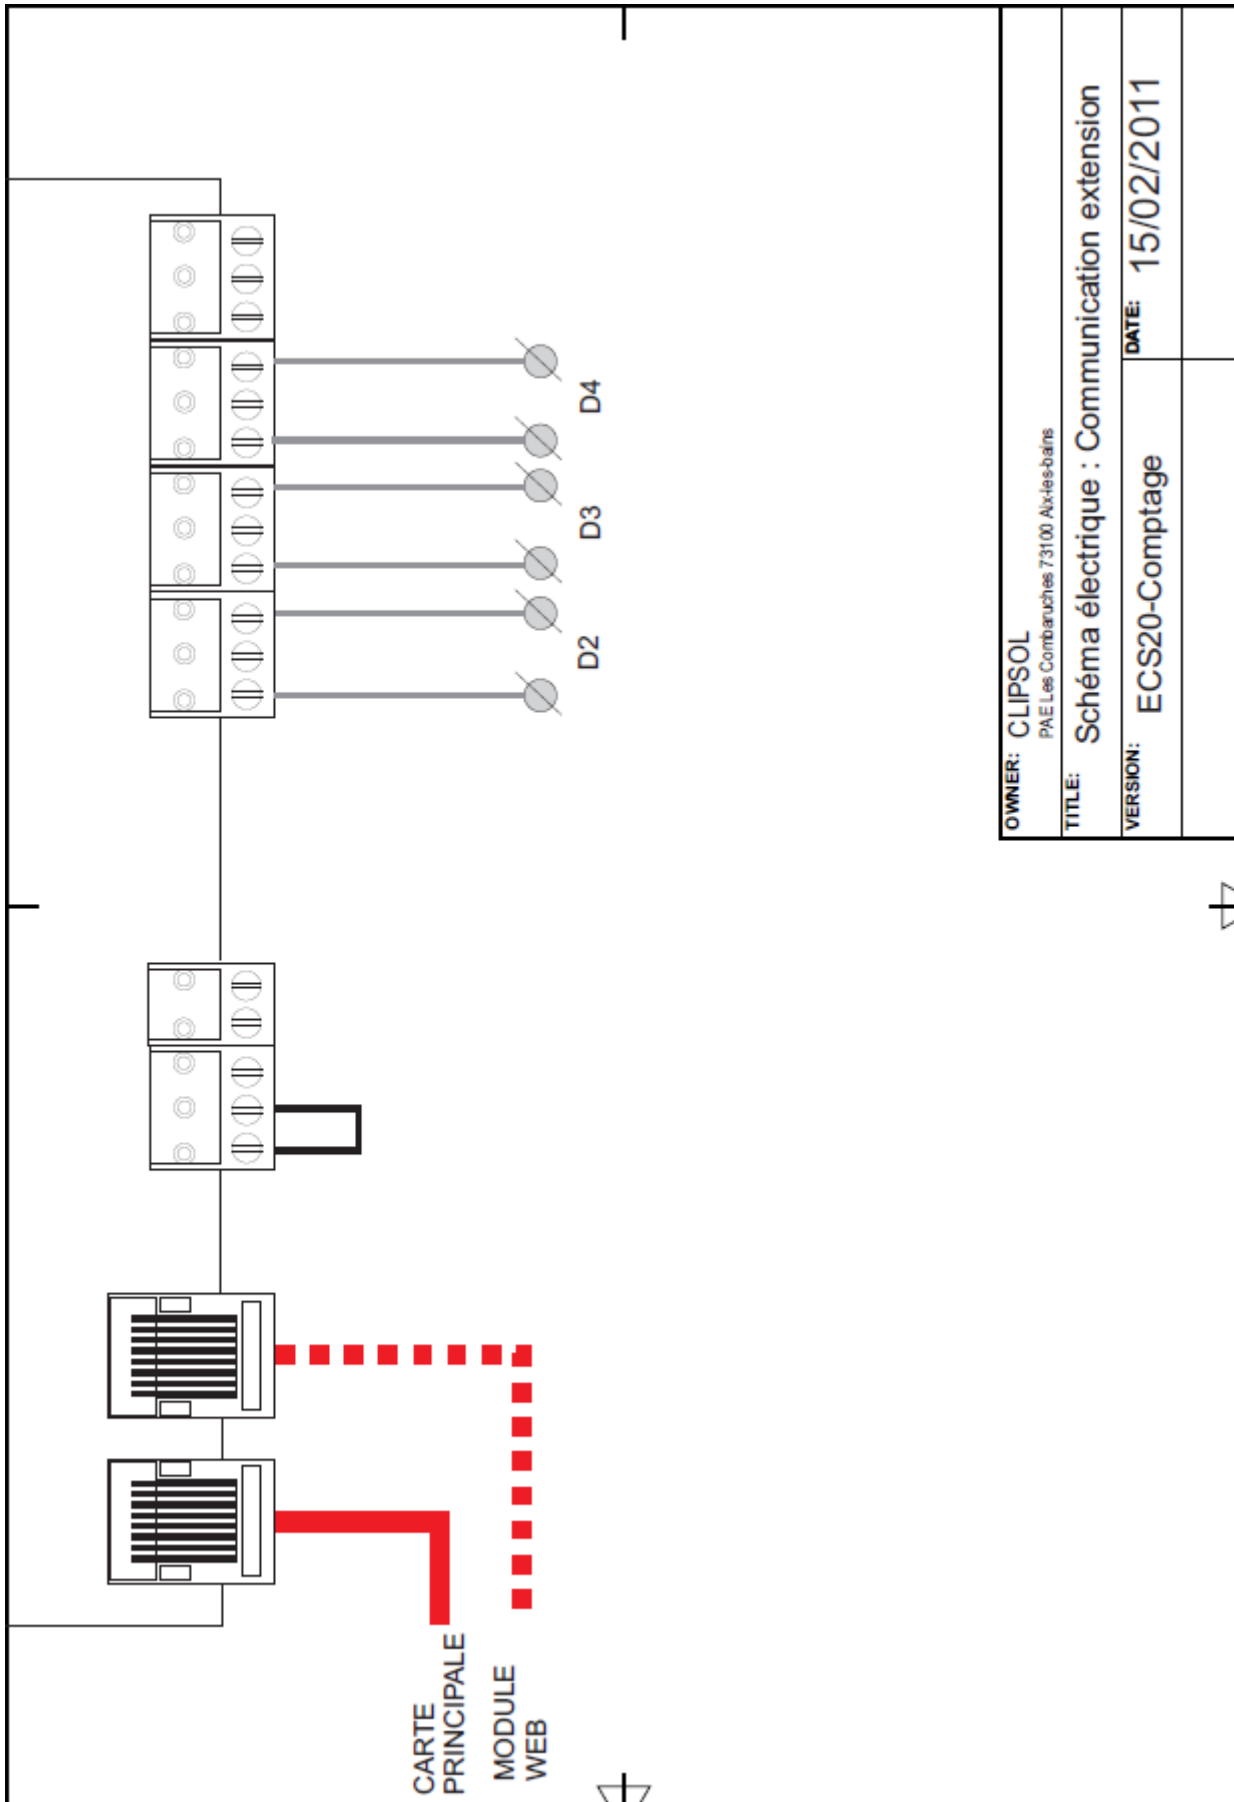 CARTE
PRINCIPALE
MODULE
WEB
D2
D3
D4
OWNER: CLIPSOL
PAE Les Combaruches 73100 Aix-les-bains
TITLE: Schéma électrique : Communication extension
VERSION: ECS20-Comptage DATE: 15/02/2011